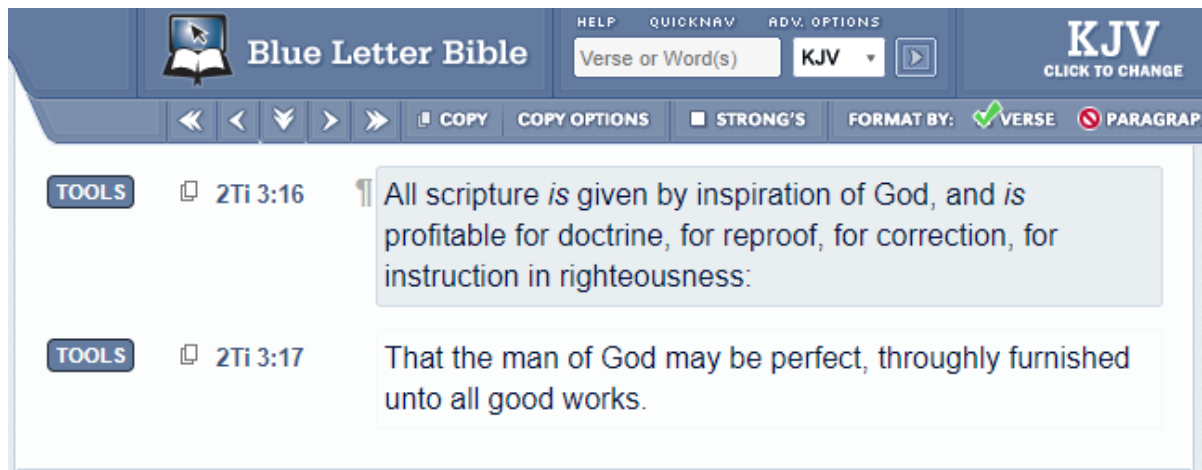 HELP QUICKNAV ADV. OPTIONS
Blue Letter Bible
Verse or Word(s) KJV
KJV
CLICK TO CHANGE
COPY COPY OPTIONS STRONG'S FORMAT BY: VERSE PARAGRAP
TOOLS 2Ti 3:16 ¶ All scripture is given by inspiration of God, and is
profitable for doctrine, for reproof, for correction, for
instruction in righteousness:
TOOLS 2Ti 3:17 That the man of God may be perfect, throughly furnished
unto all good works.